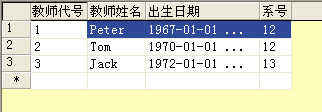 教师代号 教师姓名 出生日期 系号
1 1 Peter 1967-01-01 ... 12
2 2 Tom 1970-01-01 ... 12
3 3 Jack 1972-01-01 ... 13
*